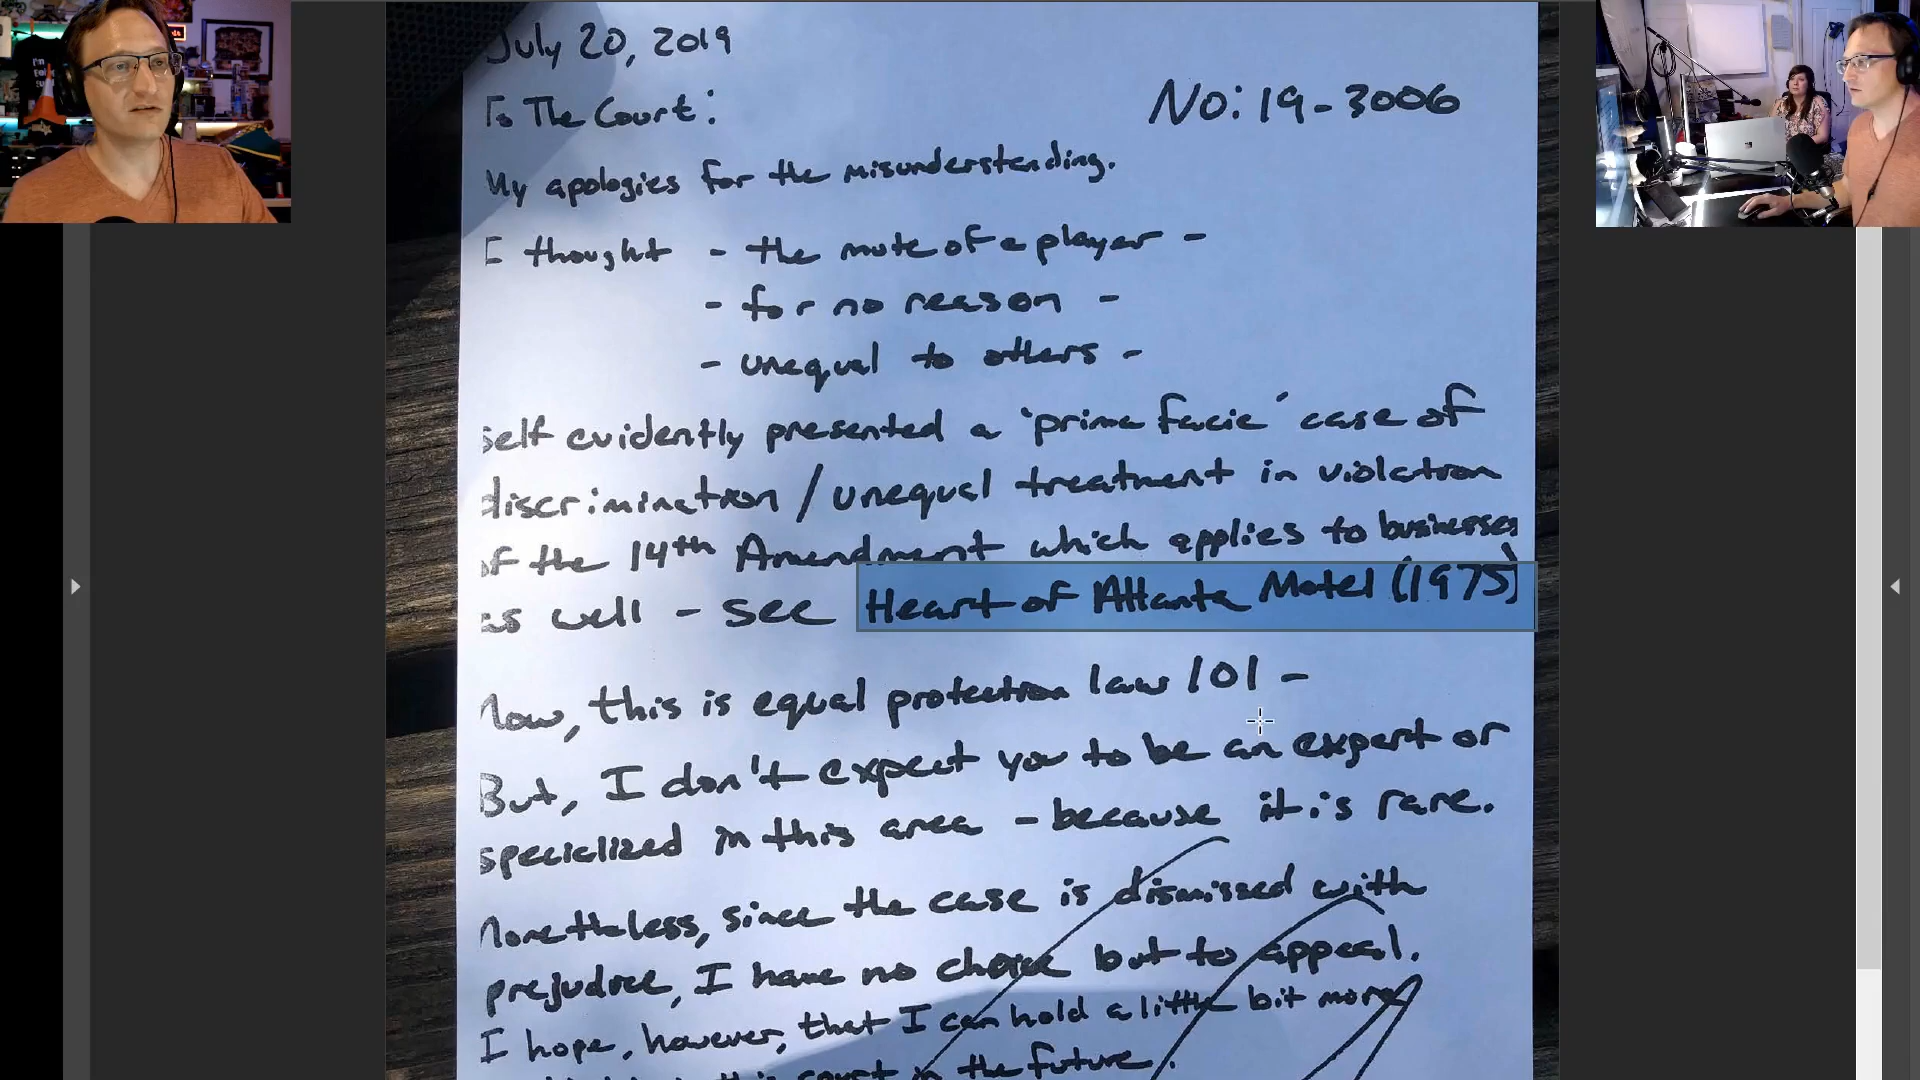 July 20, 2019
To The Court:
No: 19-3006
My apologies for the misunderstanding.
I thought - the mute of a player -
- for no reason -
- unequal to others -
self evidently presented a 'prima facie' case of
discrimination / unequal treatment in violation
of the 14th Amendment which applies to businesses
as well - see Heart of Atlanta Motel (1975)
Now, this is equal protection law 101 -
But, I don't expect you to be an expert or
specialized in this area - because it is rare.
Nonetheless, since the case is dismissed with
prejudice, I have no choice but to appeal.
I hope, however, that I can hold a little bit more
this court in the future.